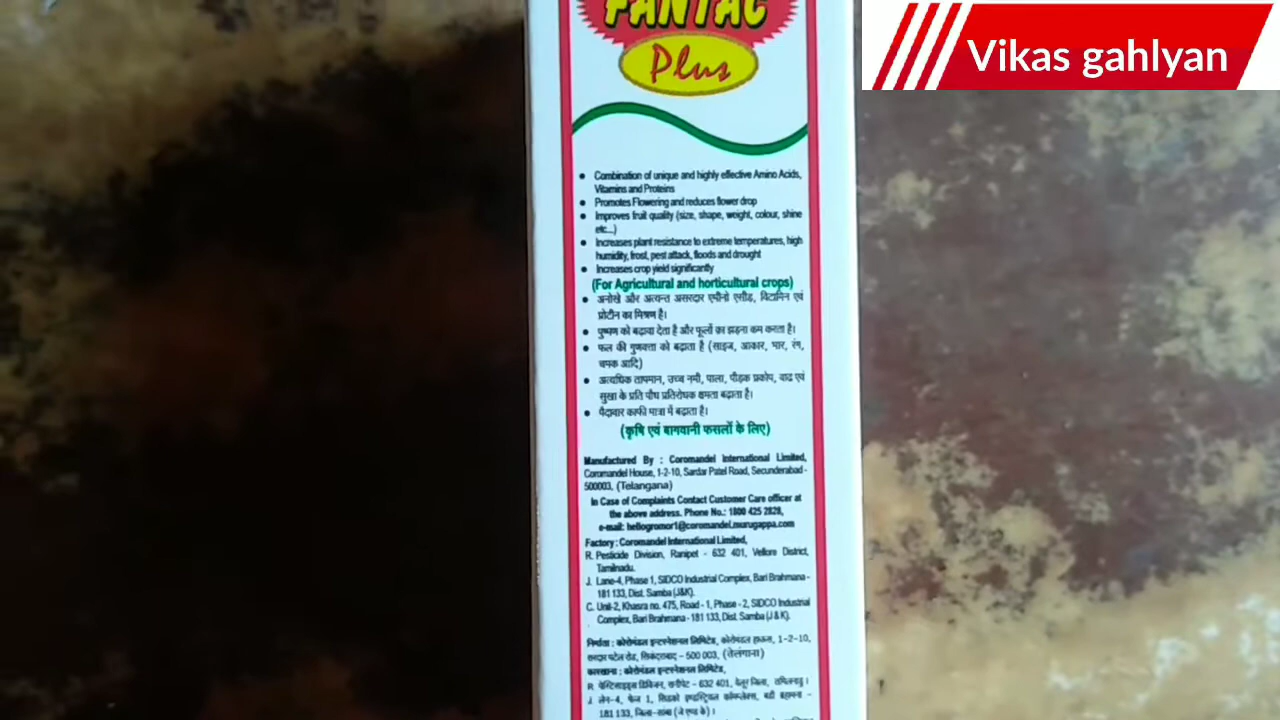 FANTAC
Plus
Vikas gahlyan
• Combination of unique and highly effective Amino Acids,
Vitamins and Proteins
• Promotes Flowering and reduces flower drop
• Improves fruit quality (size, shape, weight, colour, shine
etc...)
• Increases plant resistance to extreme temperatures, high
humidity, frost, pest attack, floods and drought
• Increases crop yield significantly
(For Agricultural and horticultural crops)
• अनोखे और अत्यन्त असरदार एमीनो एसीड, विटामिन एवं
प्रोटीन का मिश्रण है।
• पुष्पण को बढ़ावा देता है और फूलों का झड़ना कम करता है।
• फल की गुणवत्ता को बढ़ाता है (साइज, आकार, भार, रंग,
चमक आदि)
• अत्यधिक तापमान, उच्च नमी, पाला, पीड़क प्रकोप, बाढ़ एवं
सुखा के प्रति पौध प्रतिरोधक क्षमता बढ़ाता है।
• पैदावार काफी मात्रा में बढ़ाता है।
(कृषि एवं बागवानी फसलों के लिए)
Manufactured By : Coromandel International Limited,
Coromandel House, 1-2-10, Sardar Patel Road, Secunderabad -
500003, (Telangana)
In Case of Complaints Contact Customer Care officer at
the above address. Phone No.: 1800 425 2828,
e-mail: hellogromor1@coromandel.murugappa.com
Factory : Coromandel International Limited,
R. Pesticide Division, Ranipet - 632 401, Vellore District,
Tamilnadu.
J. Lane-4, Phase 1, SIDCO Industrial Complex, Bari Brahmana -
181 133, Dist. Samba (J&K).
C. Unit-2, Khasra no. 475, Road - 1, Phase - 2, SIDCO Industrial
Complex, Bari Brahmana - 181 133, Dist. Samba (J & K).
निर्माता : कोरोमंडल इन्टरनेशनल लिमिटेड, कोरोमंडल हाऊस, 1-2-10,
सरदार पटेल रोड, सिकंदराबाद - 500 003, (तेलंगाना)
कारखाना : कोरोमंडल इन्टरनेशनल लिमिटेड,
R. पेस्टिसाइड्स डिविजन, रानीपेट - 632 401, वेलूर जिला, तमिलनाडु।
J. लेन-4, फेज 1, सिडको इण्डस्ट्रियल कॉम्प्लेक्स, बडी ब्रहामना -
181 133, जिला-सांबा (जे एण्ड के)।